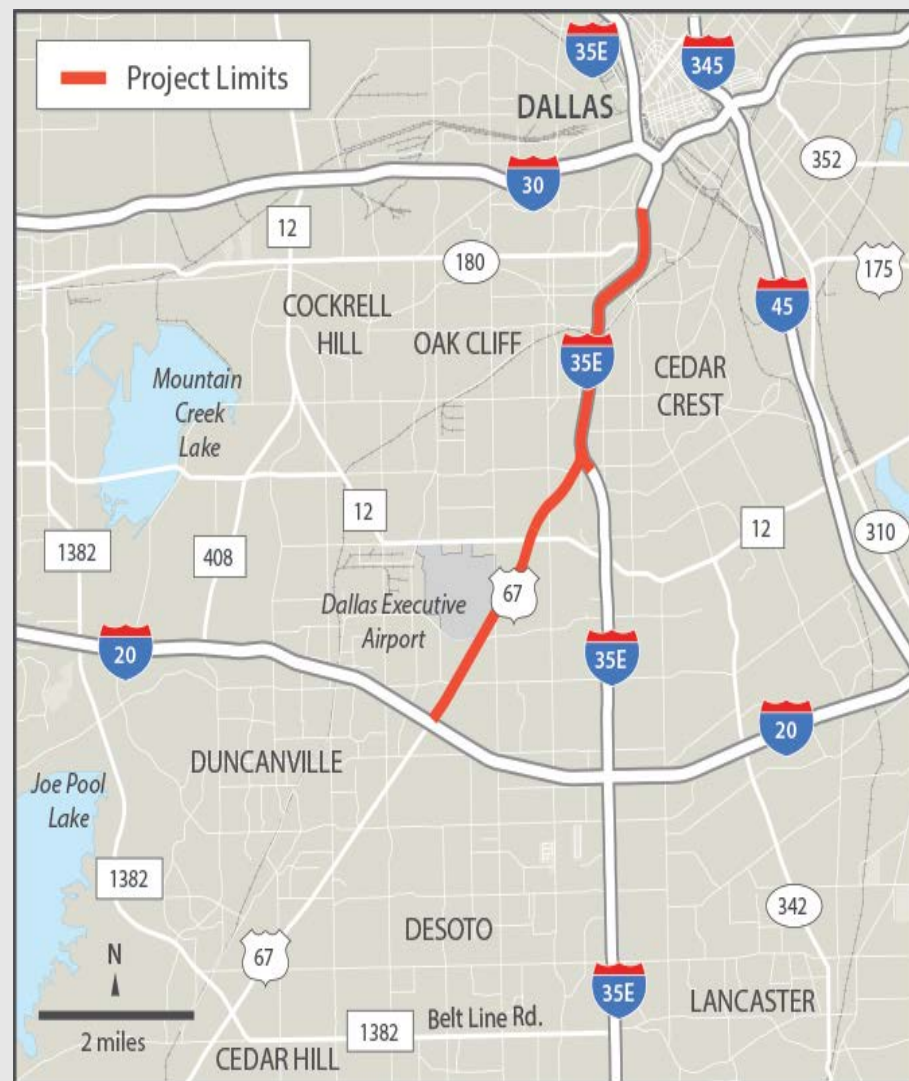 Project Limits
35E
345
DALLAS
352
30
12
180
175
COCKRELL
HILL
OAK CLIFF
45
35E
CEDAR
CREST
Mountain
Creek
Lake
12
12
310
1382
408
67
Dallas Executive
Airport
20
35E
20
DUNCANVILLE
Joe Pool
Lake
1382
342
DESOTO
67
N
35E
LANCASTER
2 miles
1382
Belt Line Rd.
CEDAR HILL